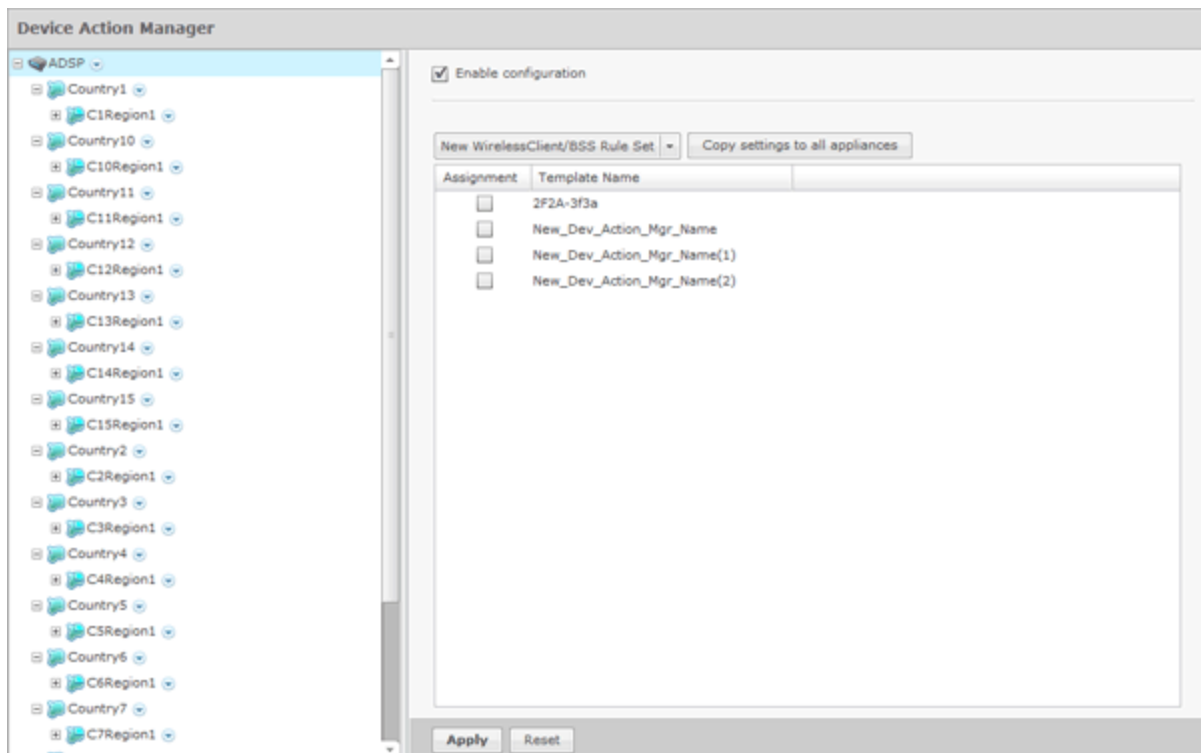 Device Action Manager
ADSP
Country1
C1Region1
Country10
C10Region1
Country11
C11Region1
Country12
C12Region1
Country13
C13Region1
Country14
C14Region1
Country15
C15Region1
Country2
C2Region1
Country3
C3Region1
Country4
C4Region1
Country5
C5Region1
Country6
C6Region1
Country7
C7Region1
Enable configuration
New WirelessClient/BSS Rule Set
Copy settings to all appliances
Assignment Template Name
2F2A-3f3a
New_Dev_Action_Mgr_Name
New_Dev_Action_Mgr_Name(1)
New_Dev_Action_Mgr_Name(2)
Apply Reset